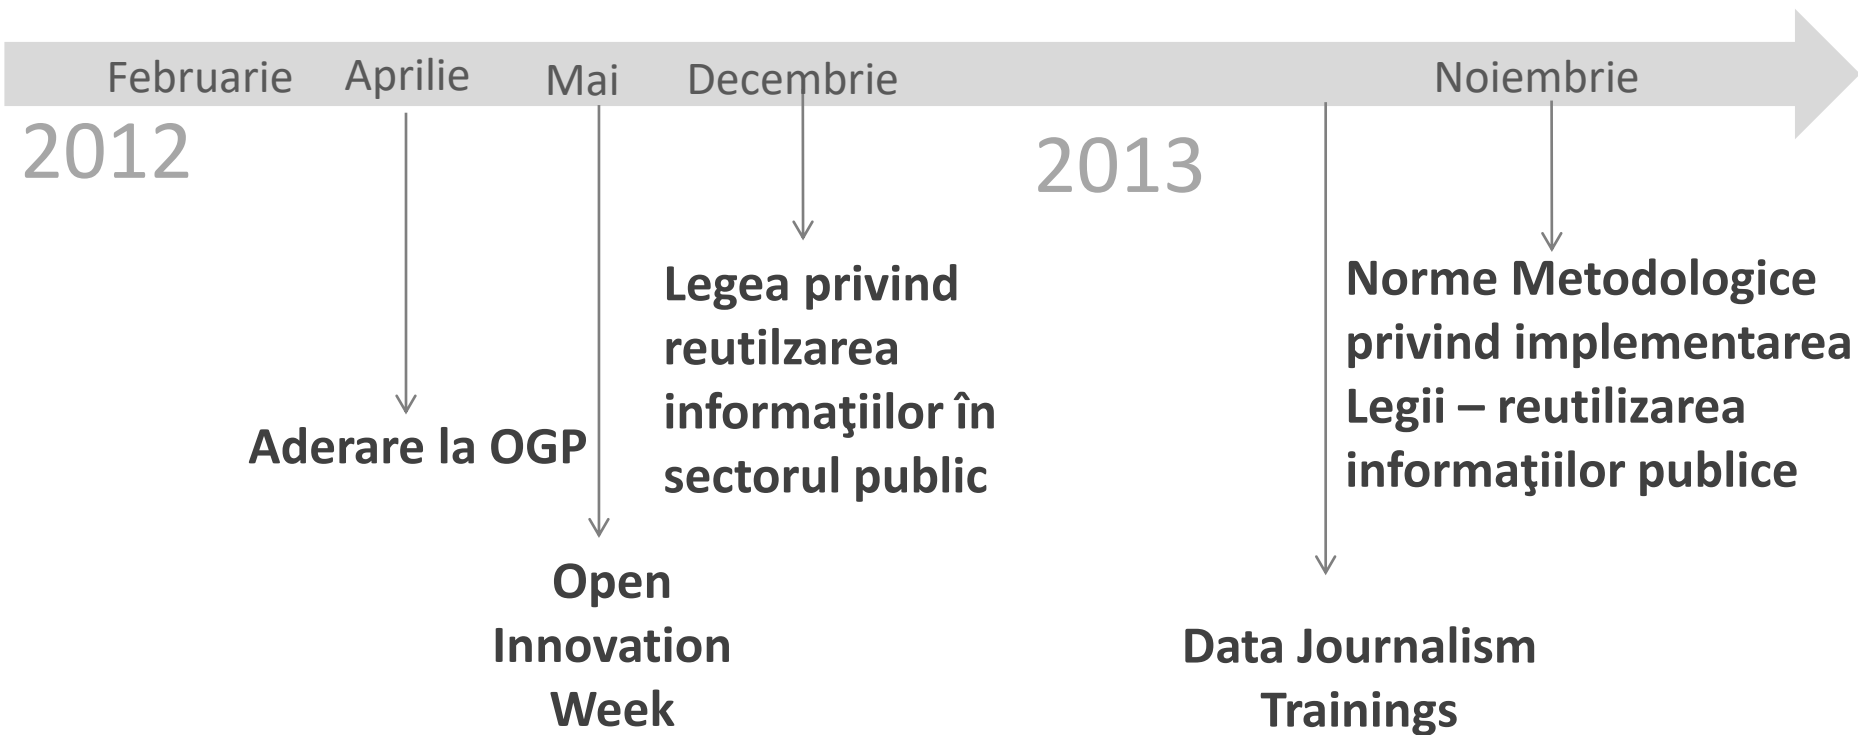 Februarie
Aprilie
Mai
Decembrie
Noiembrie
2012
2013
Aderare la OGP
Open
Innovation
Week
Legea privind
reutilzarea
informaţiilor în
sectorul public
Data Journalism
Trainings
Norme Metodologice
privind implementarea
Legii – reutilizarea
informaţiilor publice